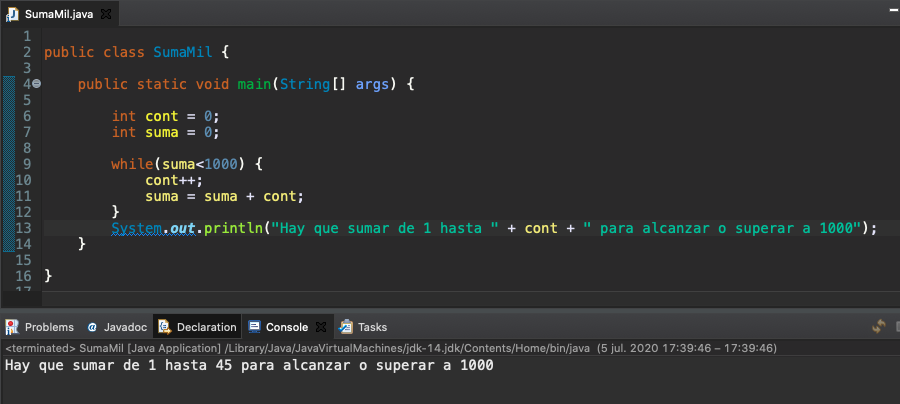 SumaMil.java
1
2 public class SumaMil {
3
4 public static void main(String[] args) {
5
6 int cont = 0;
7 int suma = 0;
8
9 while(suma<1000) {
10 cont++;
11 suma = suma + cont;
12 }
13 System.out.println("Hay que sumar de 1 hasta " + cont + " para alcanzar o superar a 1000");
14 }
15
16 }
17
Problems @ Javadoc Declaration Console Tasks
<terminated> SumaMil [Java Application] /Library/Java/JavaVirtualMachines/jdk-14.jdk/Contents/Home/bin/java (5 jul. 2020 17:39:46 – 17:39:46)
Hay que sumar de 1 hasta 45 para alcanzar o superar a 1000